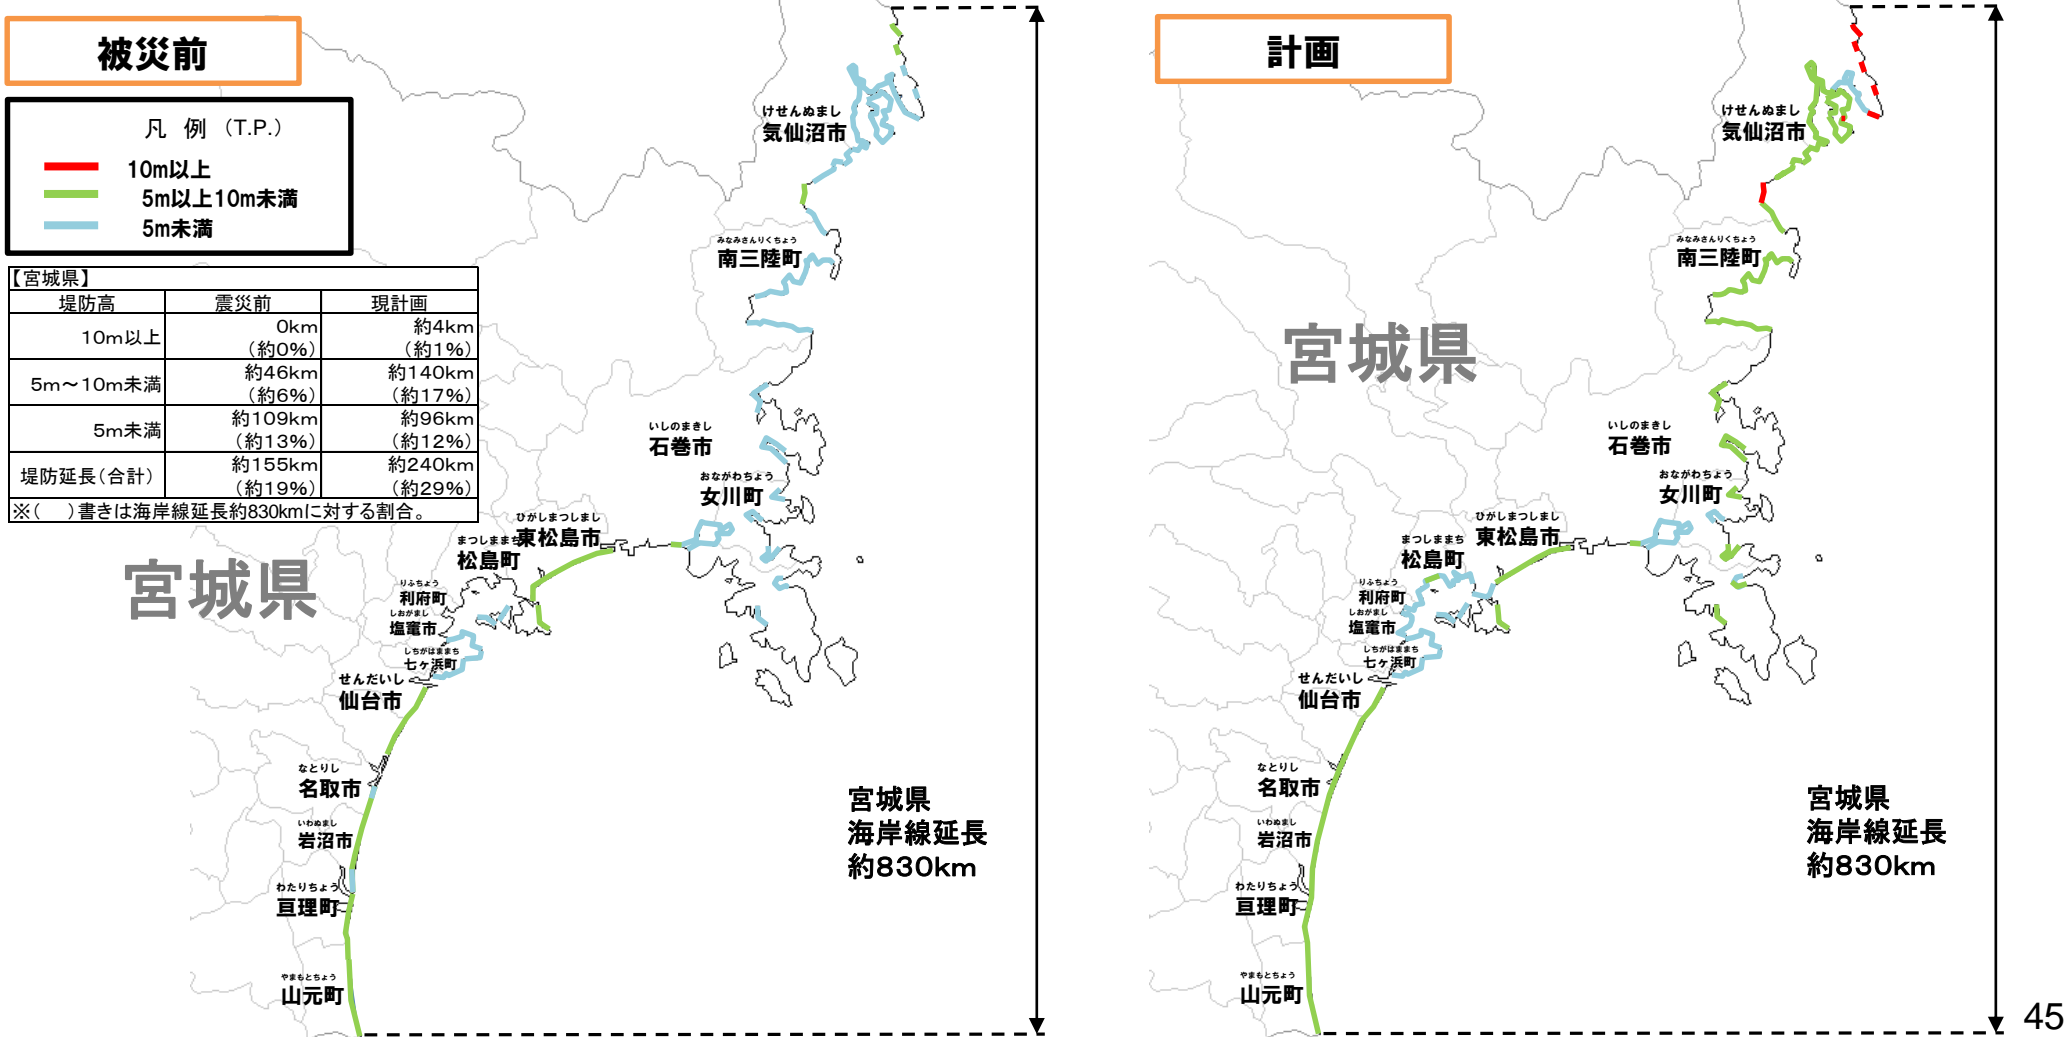 被災前
凡 例 (T.P.)
10m以上
5m以上10m未満
5m未満
【宮城県】
堤防高 震災前 現計画
10m以上 0km (約0%) 約4km (約1%)
5m~10m未満 約46km (約6%) 約140km (約17%)
5m未満 約109km (約13%) 約96km (約12%)
堤防延長(合計) 約155km (約19%) 約240km (約29%)
※( )書きは海岸線延長約830kmに対する割合。
宮城県
けせんぬまし
気仙沼市
みなみさんりくちょう
南三陸町
いしのまきし
石巻市
おながわちょう
女川町
ひがしまつしまし
東松島市
まつしままち
松島町
りふちょう
利府町
しおがまし
塩竈市
しちがはままち
七ヶ浜町
せんだいし
仙台市
なとりし
名取市
いわぬまし
岩沼市
わたりちょう
亘理町
やまもとちょう
山元町
宮城県
海岸線延長
約830km
計画
けせんぬまし
気仙沼市
みなみさんりくちょう
南三陸町
宮城県
いしのまきし
石巻市
おながわちょう
女川町
ひがしまつしまし
東松島市
まつしままち
松島町
りふちょう
利府町
しおがまし
塩竈市
しちがはままち
七ヶ浜町
せんだいし
仙台市
なとりし
名取市
いわぬまし
岩沼市
わたりちょう
亘理町
やまもとちょう
山元町
宮城県
海岸線延長
約830km
45